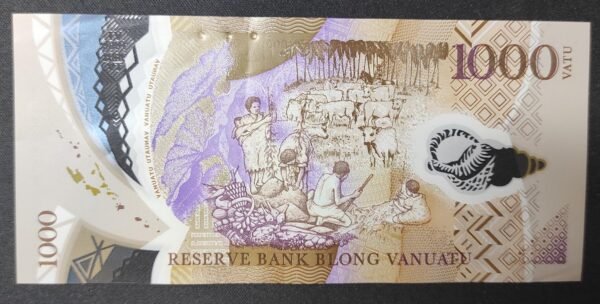 1000
VATU
VANUATU UTAUNAV VANUATU UTAUNAV
1000
RESERVE BANK BLONG VANUATU